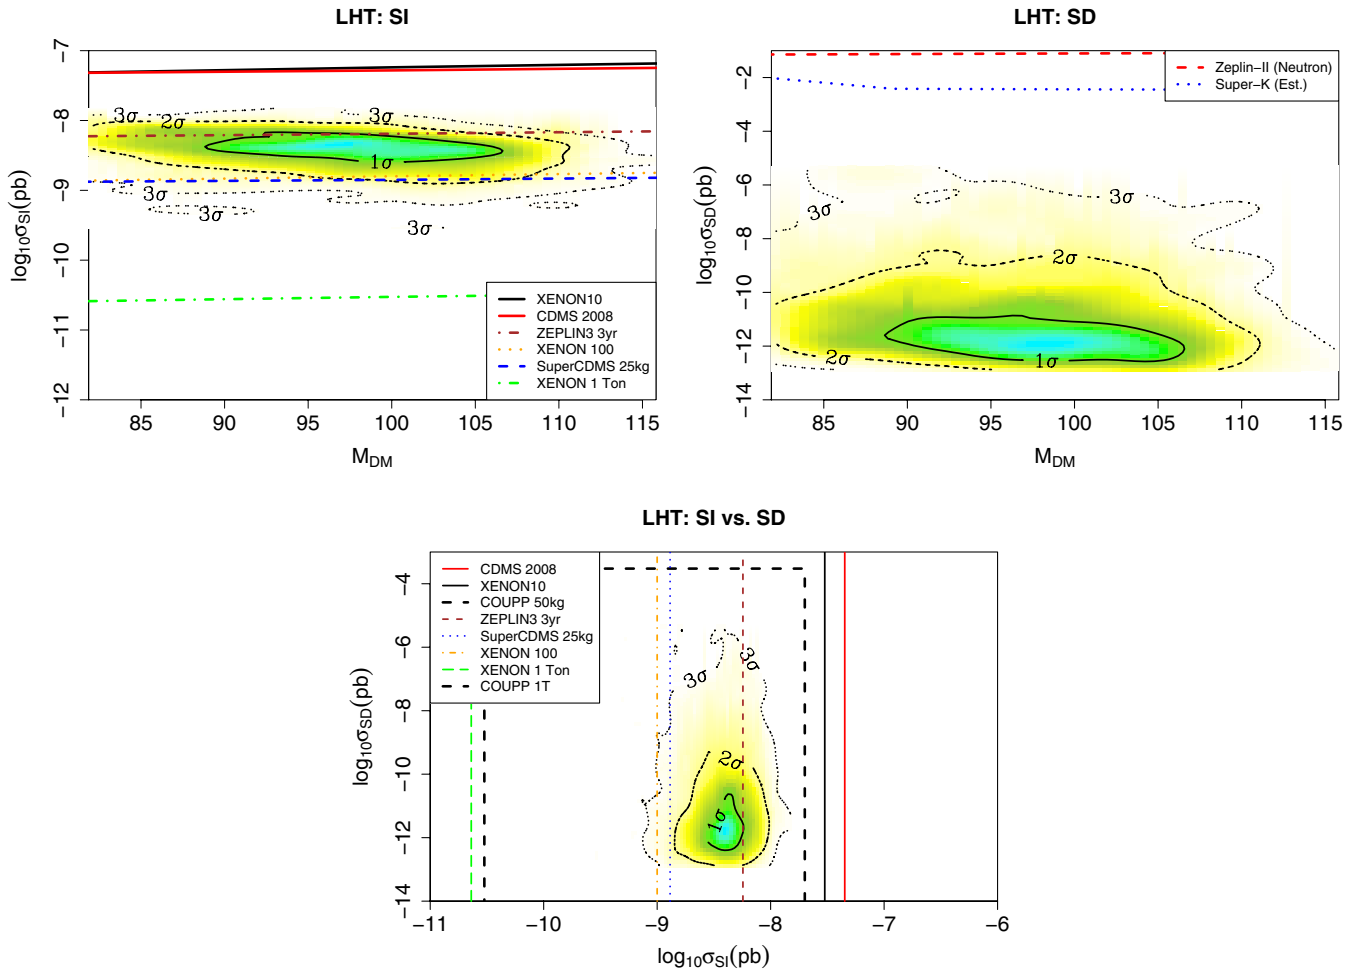 LHT: SI
−7
−8
−9
−10
−11
−12
log10σSI(pb)
3σ
2σ
3σ
3σ
1σ
3σ
3σ
3σ
3σ
3σ
XENON10
CDMS 2008
ZEPLIN3 3yr
XENON 100
SuperCDMS 25kg
XENON 1 Ton
85 90 95 100 105 110 115
MDM
LHT: SD
−2
−4
−6
−8
−10
−12
−14
log10σSD(pb)
Zeplin−II (Neutron)
Super−K (Est.)
3σ
3σ
2σ
2σ
1σ
85 90 95 100 105 110 115
MDM
LHT: SI vs. SD
−4
−6
−8
−10
−12
−14
log10σSD(pb)
CDMS 2008
XENON10
COUPP 50kg
ZEPLIN3 3yr
SuperCDMS 25kg
XENON 100
XENON 1 Ton
COUPP 1T
3σ
3σ
2σ
1σ
−11 −10 −9 −8 −7 −6
log10σSI(pb)